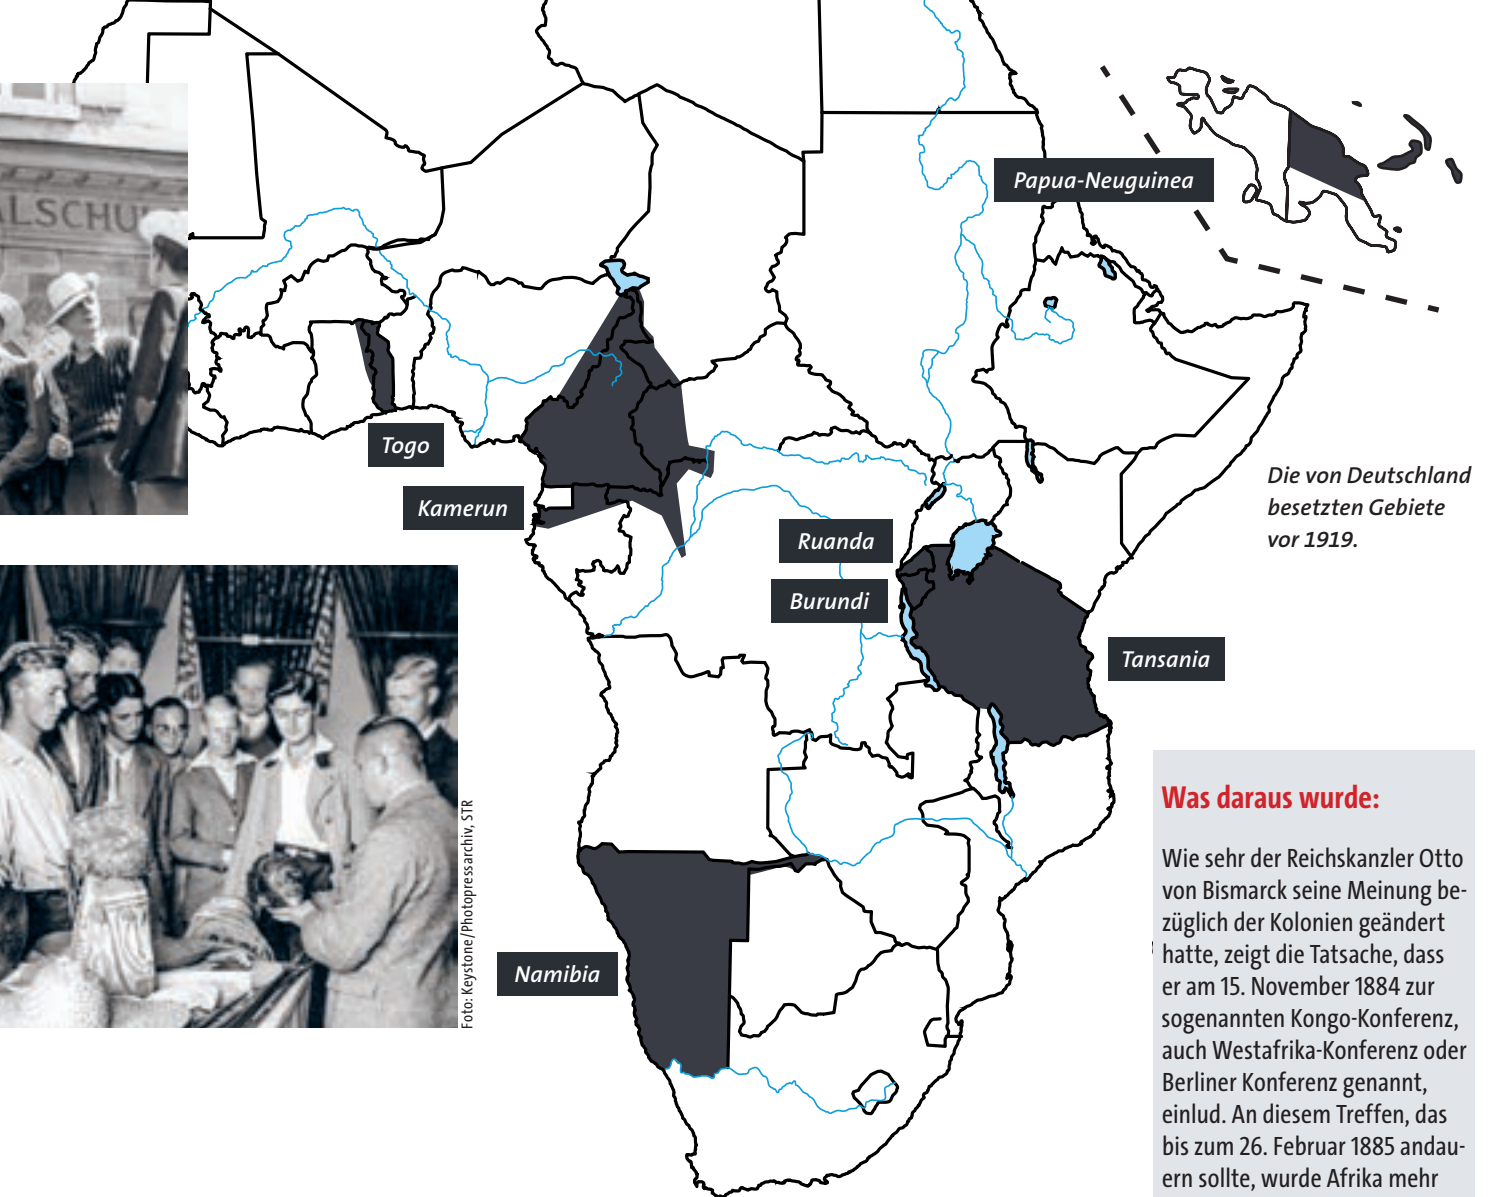 ALSCHU
Papua-Neuguinea
Togo
Kamerun
Ruanda
Burundi
Tansania
Namibia
Die von Deutschland
besetzten Gebiete
vor 1919.
Foto: Keystone/Photopressarchiv, STR
Was daraus wurde:
Wie sehr der Reichskanzler Otto
von Bismarck seine Meinung be-
züglich der Kolonien geändert
hatte, zeigt die Tatsache, dass
er am 15. November 1884 zur
sogenannten Kongo-Konferenz,
auch Westafrika-Konferenz oder
Berliner Konferenz genannt,
einlud. An diesem Treffen, das
bis zum 26. Februar 1885 andau-
ern sollte, wurde Afrika mehr